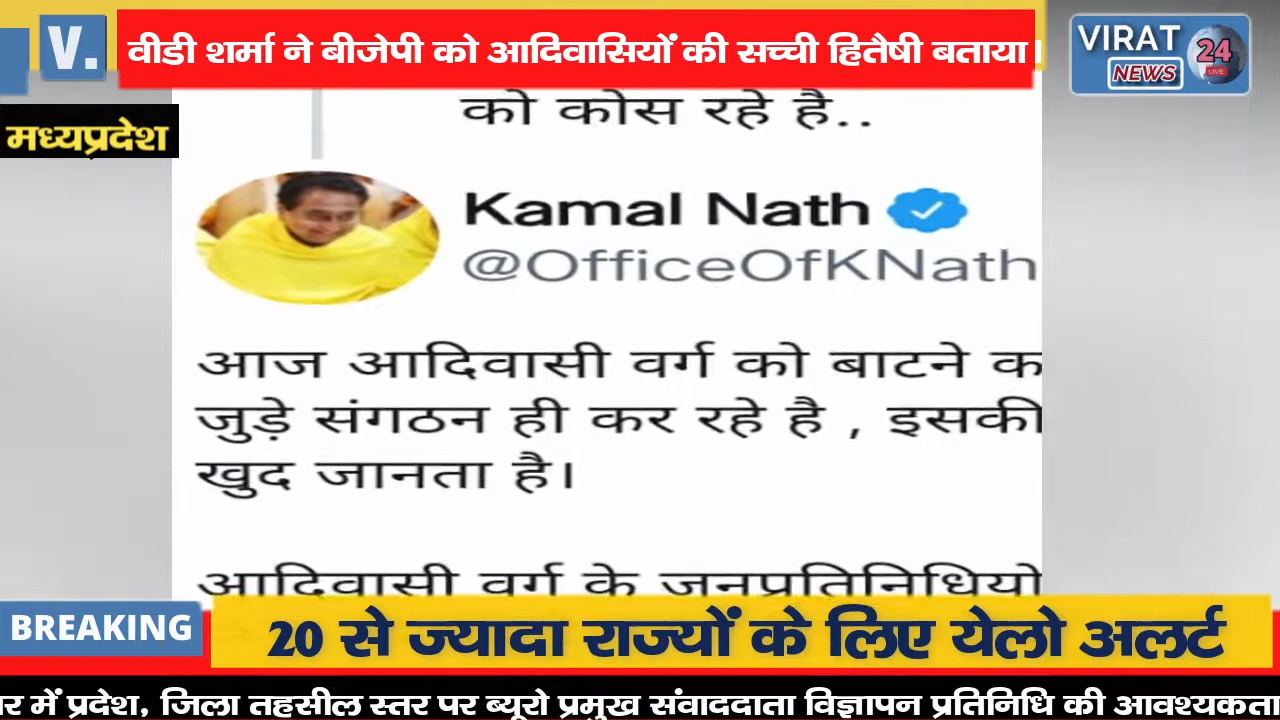 V.
वीडी शर्मा ने बीजेपी को आदिवासियों की सच्ची हितैषी बताया।
VIRAT
24
NEWS
LIVE
मध्यप्रदेश
को कोस रहे है..
Kamal Nath
@OfficeOfKNath
आज आदिवासी वर्ग को बाटने क
जुड़े संगठन ही कर रहे है , इसकी
खुद जानता है।
आदिवासी वर्ग के जनप्रतिनिधियो
BREAKING
20 से ज्यादा राज्यों के लिए येलो अलर्ट
र में प्रदेश, जिला तहसील स्तर पर ब्यूरो प्रमुख संवाददाता विज्ञापन प्रतिनिधि की आवश्यकता